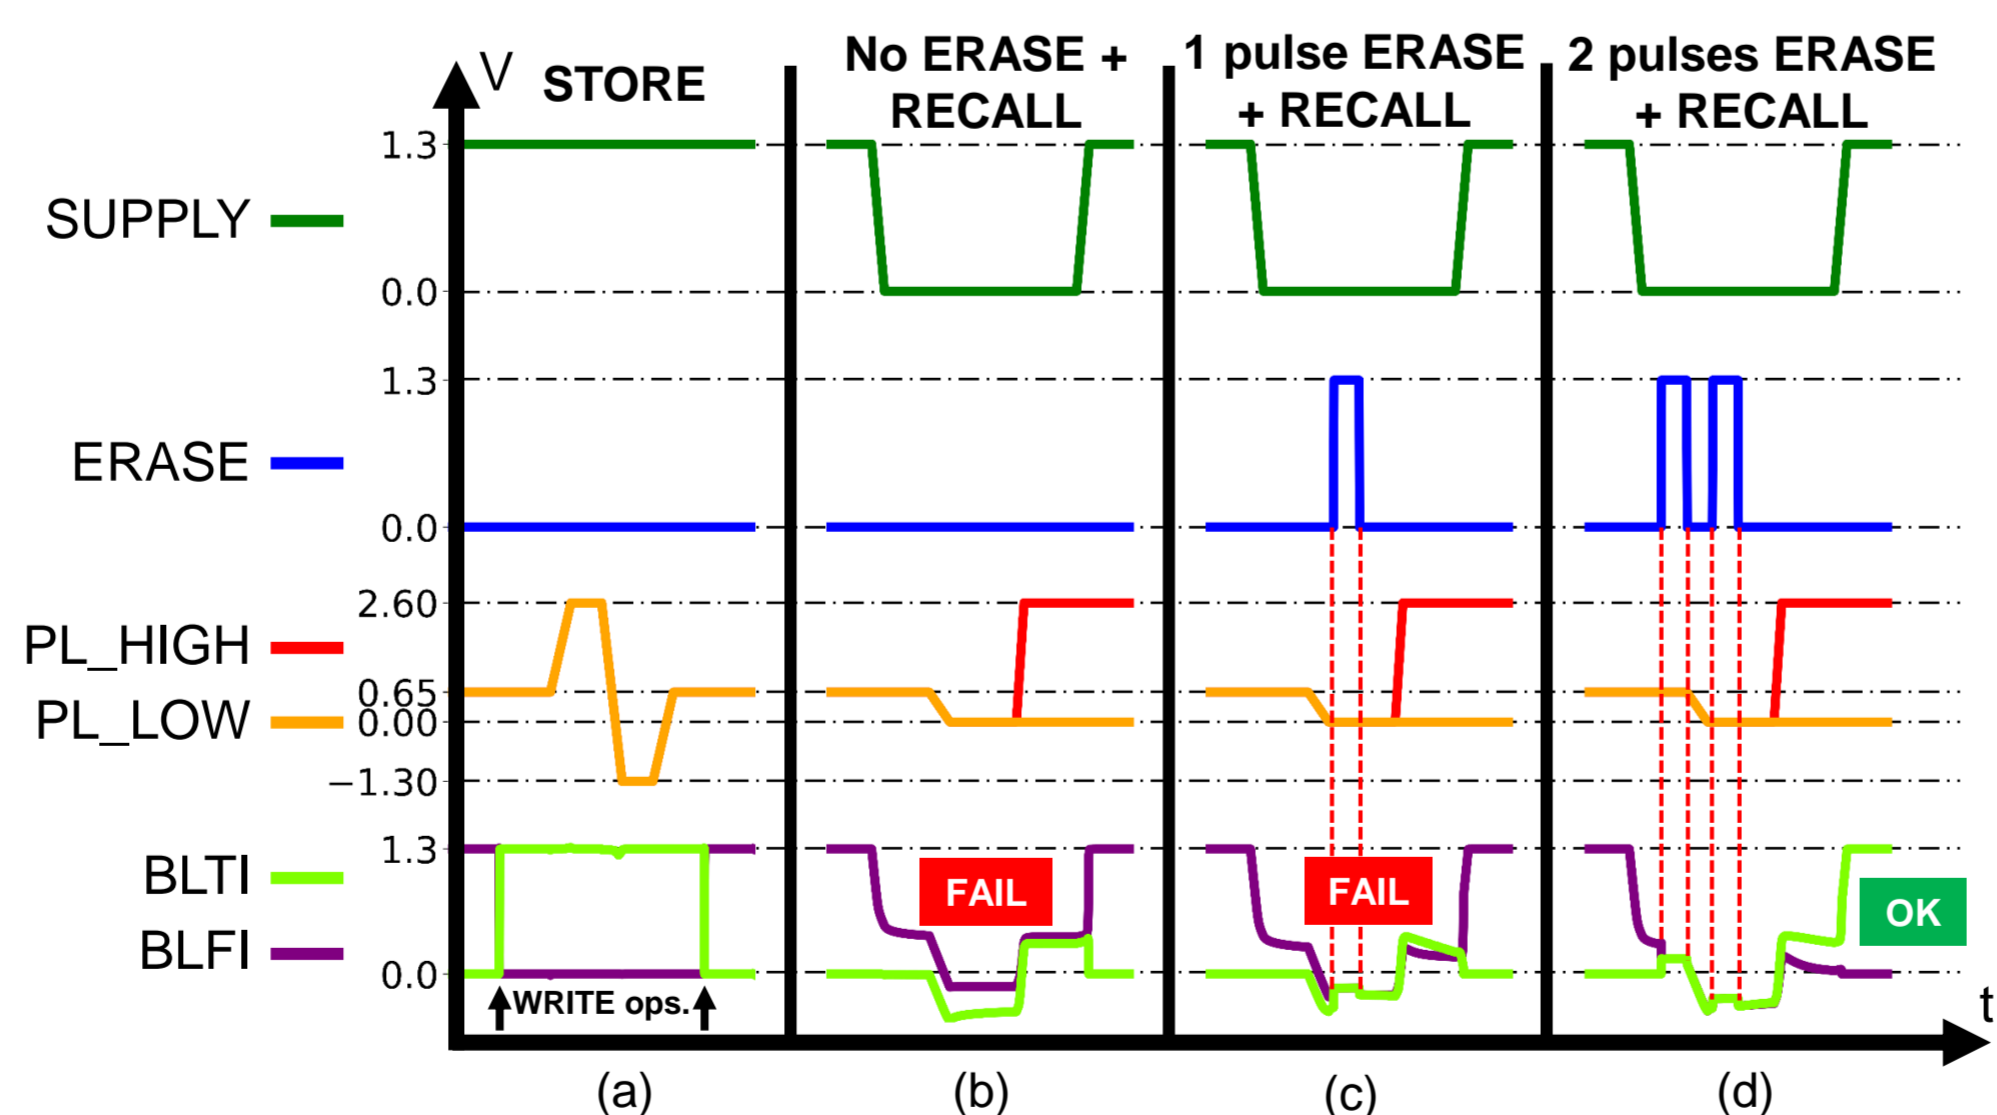 V
STORE
No ERASE +
RECALL
1 pulse ERASE
+ RECALL
2 pulses ERASE
+ RECALL
1.3
SUPPLY
0.0
1.3
ERASE
0.0
2.60
PL_HIGH
0.65
PL_LOW
0.00
−1.30
1.3
BLTI
FAIL
FAIL
OK
BLFI
0.0
WRITE ops.
t
(a)
(b)
(c)
(d)